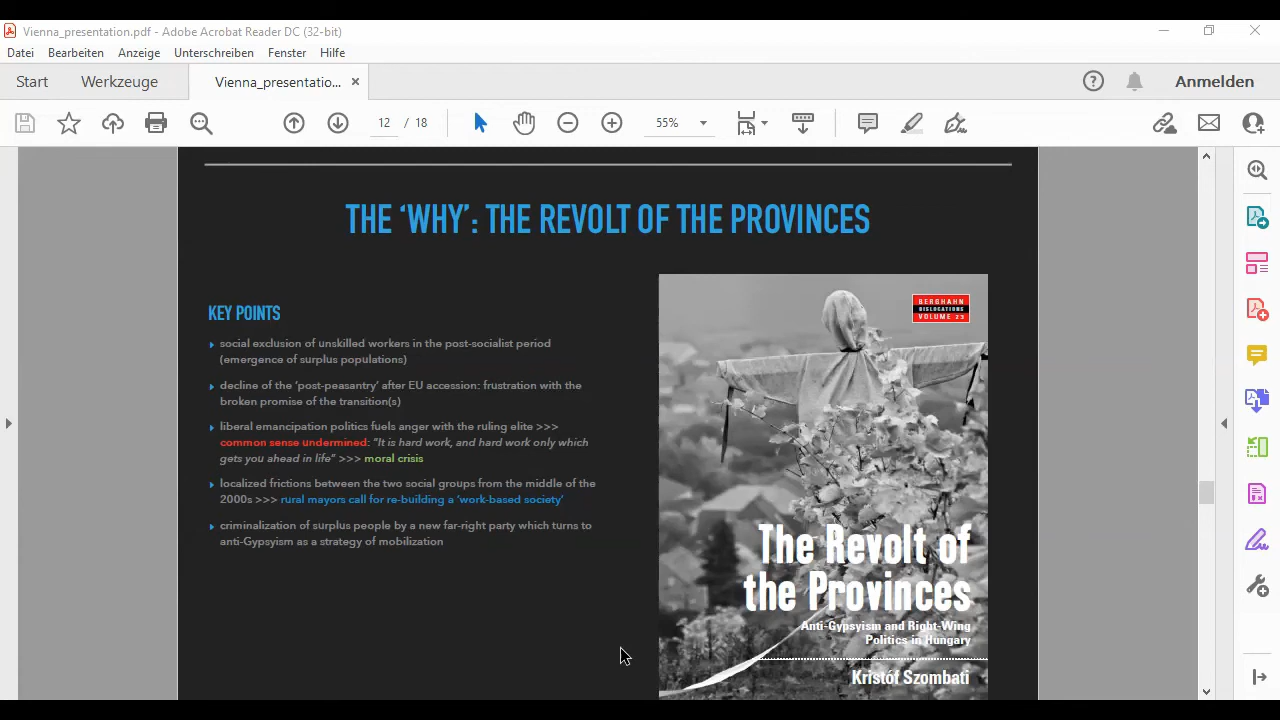 Vienna_presentation.pdf - Adobe Acrobat Reader DC (32-bit)
Datei Bearbeiten Anzeige Unterschreiben Fenster Hilfe
Start Werkzeuge Vienna_presentatio... × Anmelden
12 / 18 55%
THE ‘WHY’: THE REVOLT OF THE PROVINCES
KEY POINTS
social exclusion of unskilled workers in the post-socialist period
(emergence of surplus populations)
decline of the ‘post-peasantry’ after EU accession: frustration with the
broken promise of the transition(s)
liberal emancipation politics fuels anger with the ruling elite >>>
common sense undermined: “It is hard work, and hard work only which
gets you ahead in life” >>> moral crisis
localized frictions between the two social groups from the middle of the
2000s >>> rural mayors call for re-building a ‘work-based society’
criminalization of surplus people by a new far-right party which turns to
anti-Gypsyism as a strategy of mobilization
BERGHAHN
DISLOCATIONS
VOLUME 23
The Revolt of
the Provinces
Anti-Gypsyism and Right-Wing
Politics in Hungary
Kristóf Szombati